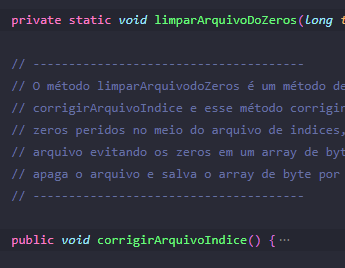 private static void limparArquivoDoZeros(long
// -------------------------------------
// O método limparArquivodoZeros é um método de
// corrigirArquivoIndice e esse método corrigir
// zeros peridos no meio do arquivo de indices,
// arquivo evitando os zeros em um array de byt
// apaga o arquivo e salva o array de byte por
// -------------------------------------
public void corrigirArquivoIndice() { ···